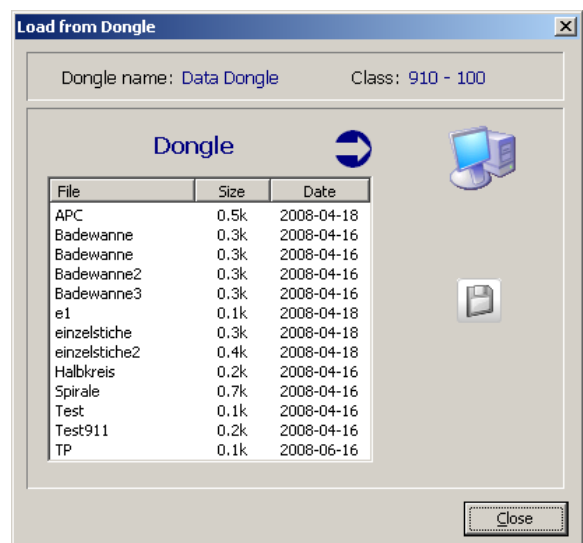 Load from Dongle
Dongle name: Data Dongle Class: 910 - 100
Dongle
File Size Date
APC 0.5k 2008-04-18
Badewanne 0.3k 2008-04-16
Badewanne 0.3k 2008-04-16
Badewanne2 0.3k 2008-04-16
Badewanne3 0.3k 2008-04-16
e1 0.1k 2008-04-18
einzelstiche 0.3k 2008-04-18
einzelstiche2 0.4k 2008-04-18
Halbkreis 0.2k 2008-04-16
Spirale 0.7k 2008-04-16
Test 0.1k 2008-04-16
Test911 0.2k 2008-04-16
TP 0.1k 2008-06-16
Close